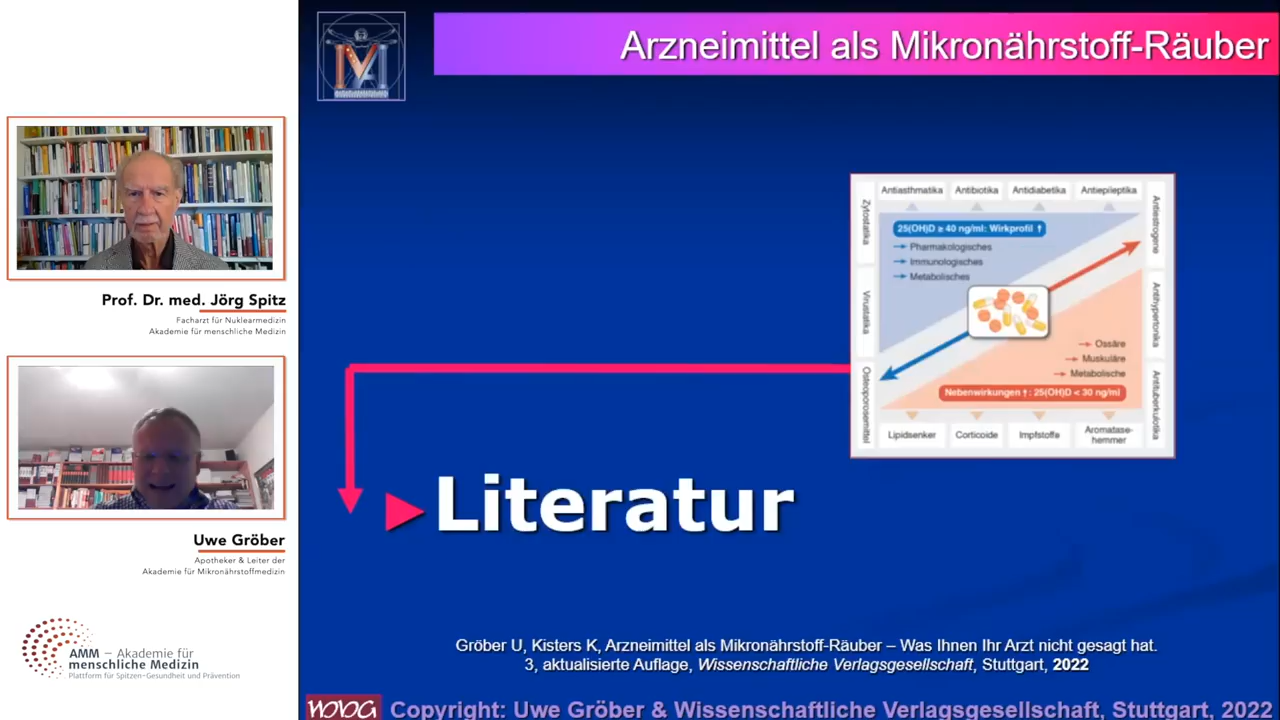 Arzneimittel als Mikronährstoff-Räuber
Prof. Dr. med. Jörg Spitz
Facharzt für Nuklearmedizin
Akademie für menschliche Medizin
Uwe Gröber
Apotheker & Leiter der
Akademie für Mikronährstoffmedizin
AMM – Akademie für
menschliche Medizin
Plattform für Spitzen-Gesundheit und Prävention
Antiasthmatika Antibiotika Antidiabetika Antiepileptika
Zytostatika
Virustatika
Osteoporosemittel
25(OH)D ≥ 40 ng/ml: Wirkprofil ↑
→ Pharmakologisches
→ Immunologisches
→ Metabolisches
→ Ossäre
→ Muskuläre
→ Metabolische
Nebenwirkungen ↑: 25(OH)D < 30 ng/ml
Antiestrogene
Antihypertonika
Antituberkulotika
Lipidsenker Corticoide Impfstoffe Aromatase-
hemmer
Literatur
Gröber U, Kisters K, Arzneimittel als Mikronährstoff-Räuber – Was Ihnen Ihr Arzt nicht gesagt hat.
3, aktualisierte Auflage, Wissenschaftliche Verlagsgesellschaft, Stuttgart, 2022
Copyright: Uwe Gröber & Wissenschaftliche Verlagsgesellschaft, Stuttgart, 2022